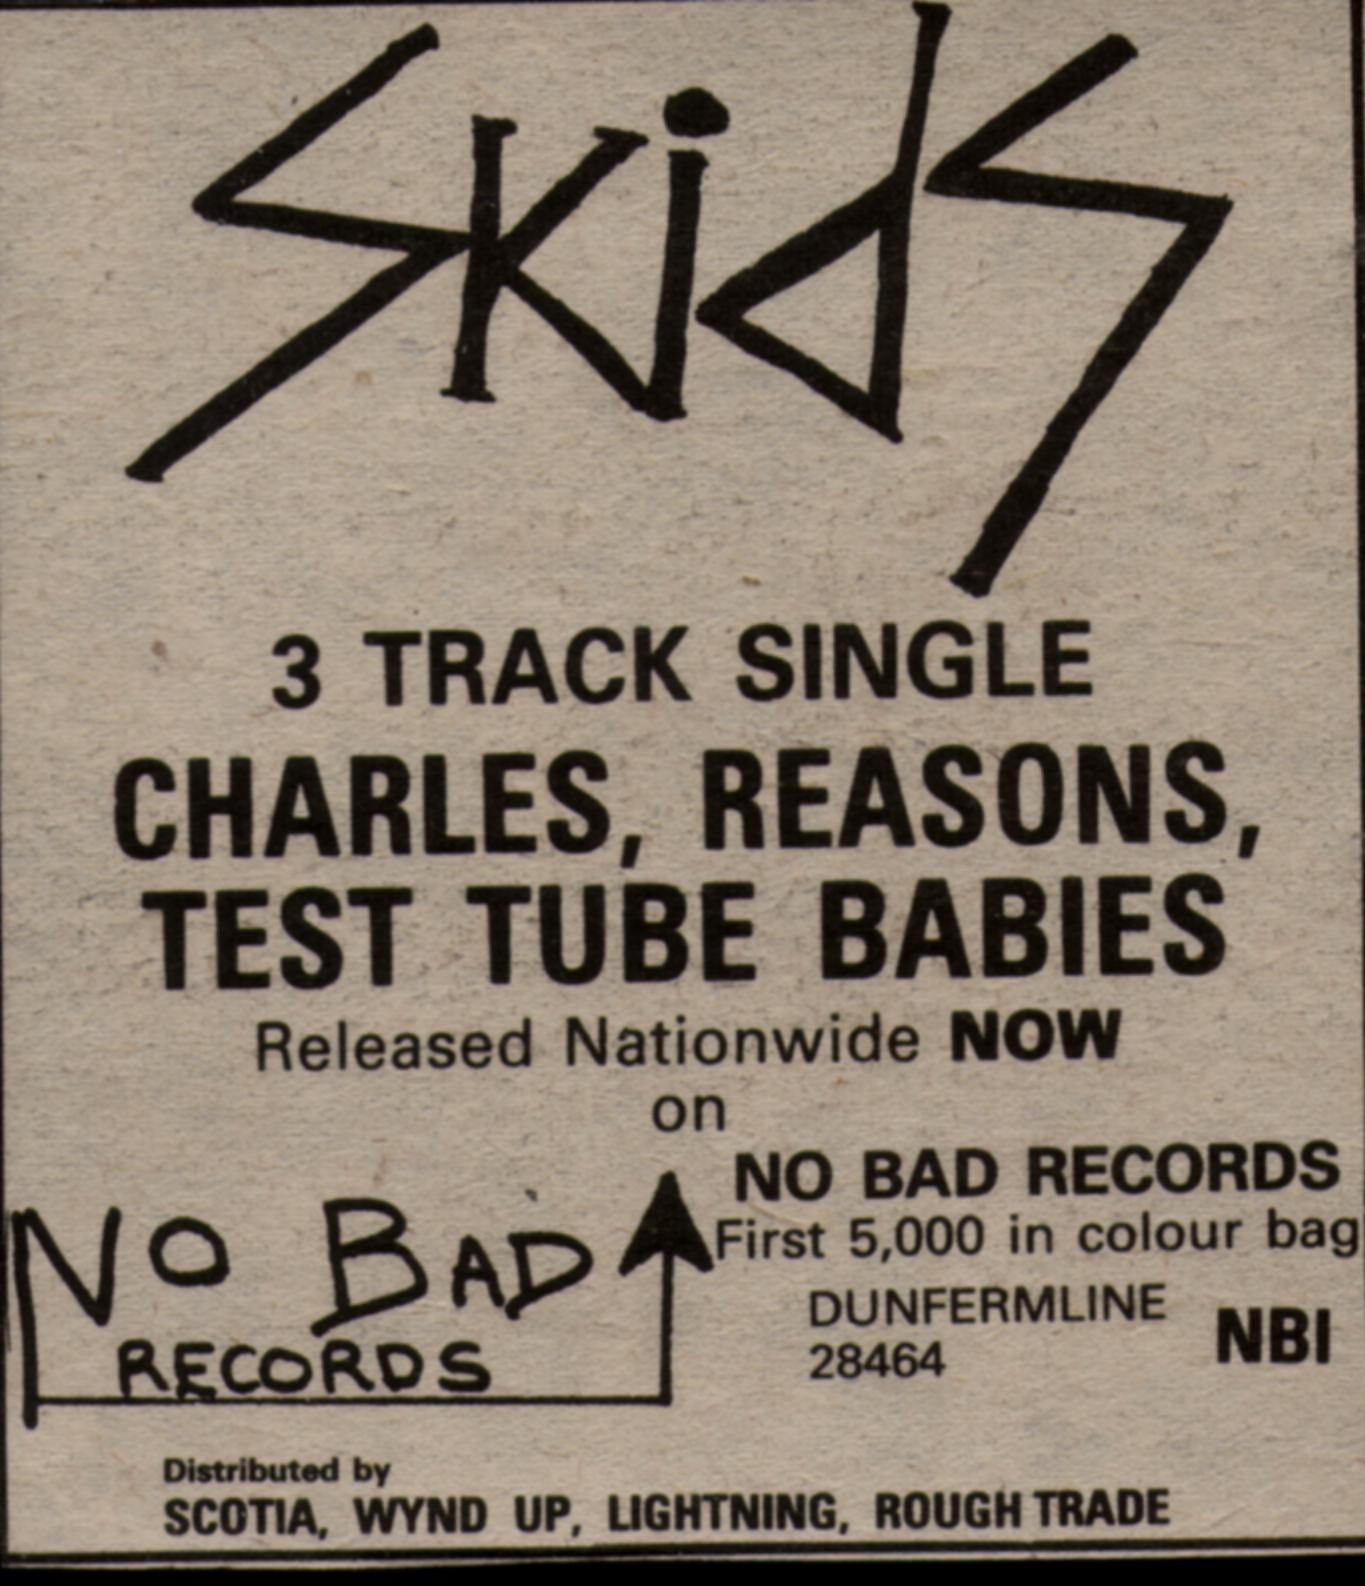 Skids
3 TRACK SINGLE
CHARLES, REASONS,
TEST TUBE BABIES
Released Nationwide NOW
on
NO BAD RECORDS
First 5,000 in colour bag
DUNFERMLINE
28464
NBI
NO BAD
RECORDS
Distributed by
SCOTIA, WYND UP, LIGHTNING, ROUGH TRADE